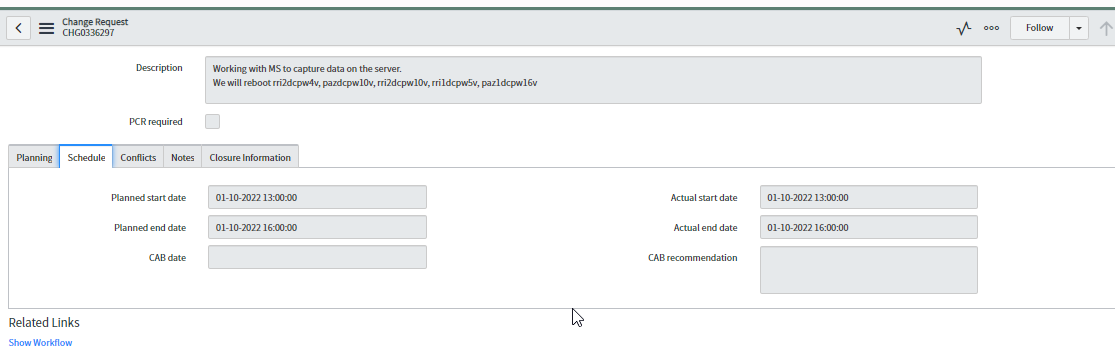 Change Request
CHG0336297
Follow
Description
Working with MS to capture data on the server.
We will reboot rri2dcpw4v, pazdcpw10v, rri2dcpw10v, rri1dcpw5v, paz1dcpw16v
PCR required
Planning Schedule Conflicts Notes Closure Information
Planned start date 01-10-2022 13:00:00 Actual start date 01-10-2022 13:00:00
Planned end date 01-10-2022 16:00:00 Actual end date 01-10-2022 16:00:00
CAB date CAB recommendation
Related Links
Show Workflow